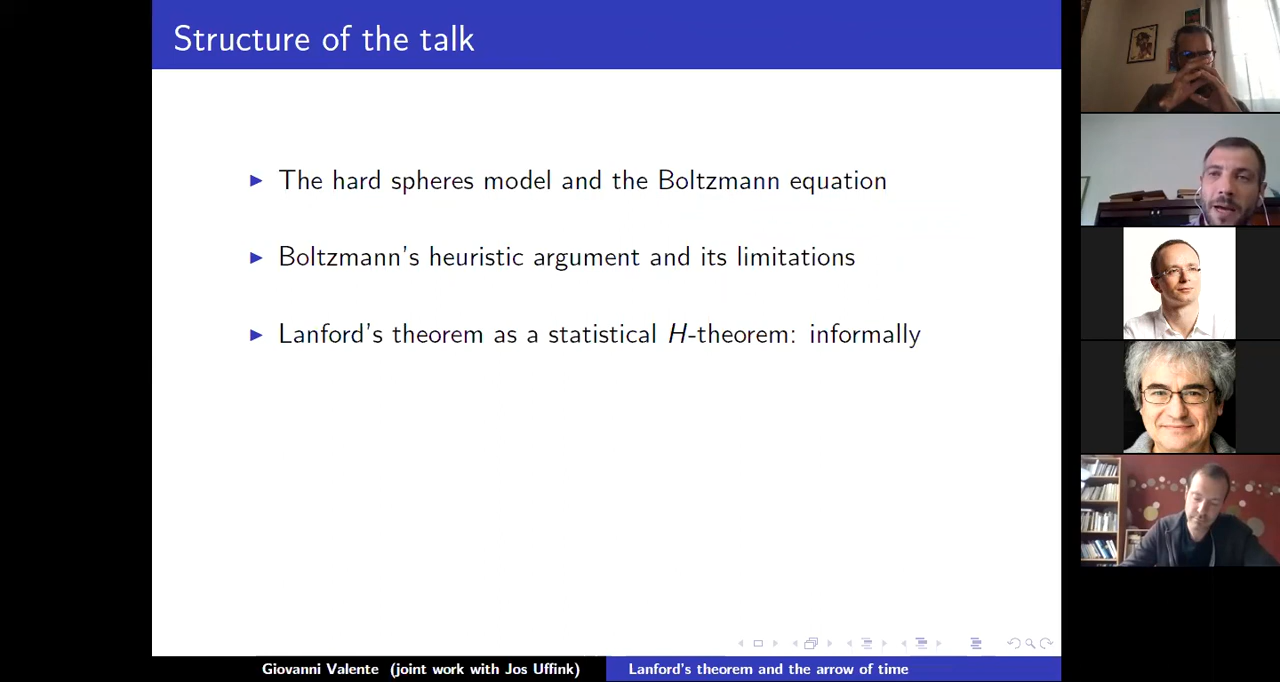 Structure of the talk
The hard spheres model and the Boltzmann equation
Boltzmann's heuristic argument and its limitations
Lanford's theorem as a statistical H-theorem: informally
Giovanni Valente (joint work with Jos Uffink)
Lanford's theorem and the arrow of time